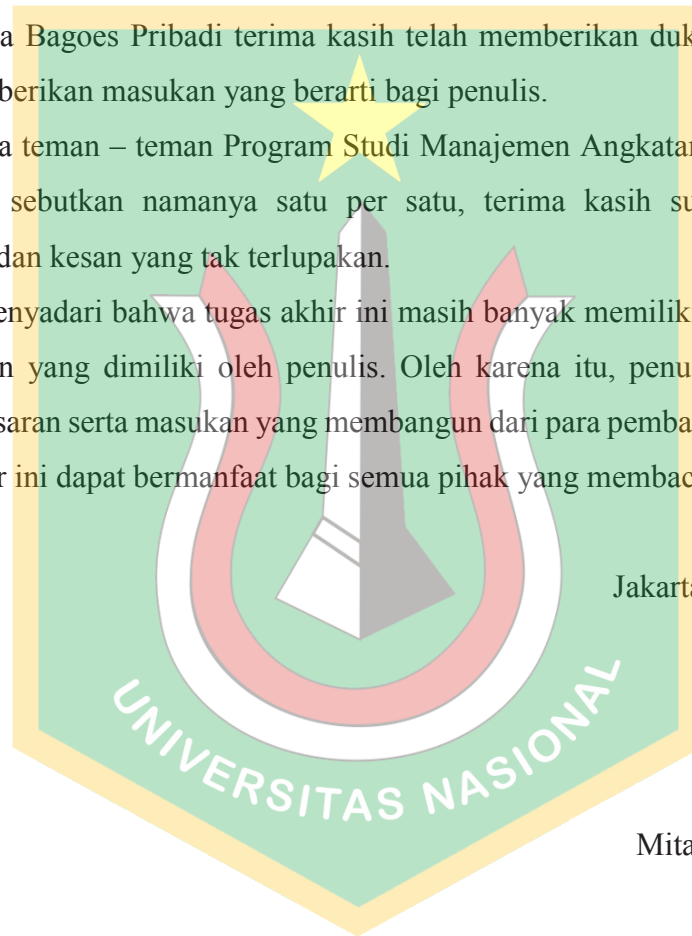 a Bagoes Pribadi terima kasih telah memberikan duk
berikan masukan yang berarti bagi penulis.
a teman – teman Program Studi Manajemen Angkatan
sebutkan namanya satu per satu, terima kasih su
dan kesan yang tak terlupakan.
enyadari bahwa tugas akhir ini masih banyak memilik
n yang dimiliki oleh penulis. Oleh karena itu, penu
saran serta masukan yang membangun dari para pemba
r ini dapat bermanfaat bagi semua pihak yang membac
Jakarta
UNIVERSITAS NASIONAL
Mita